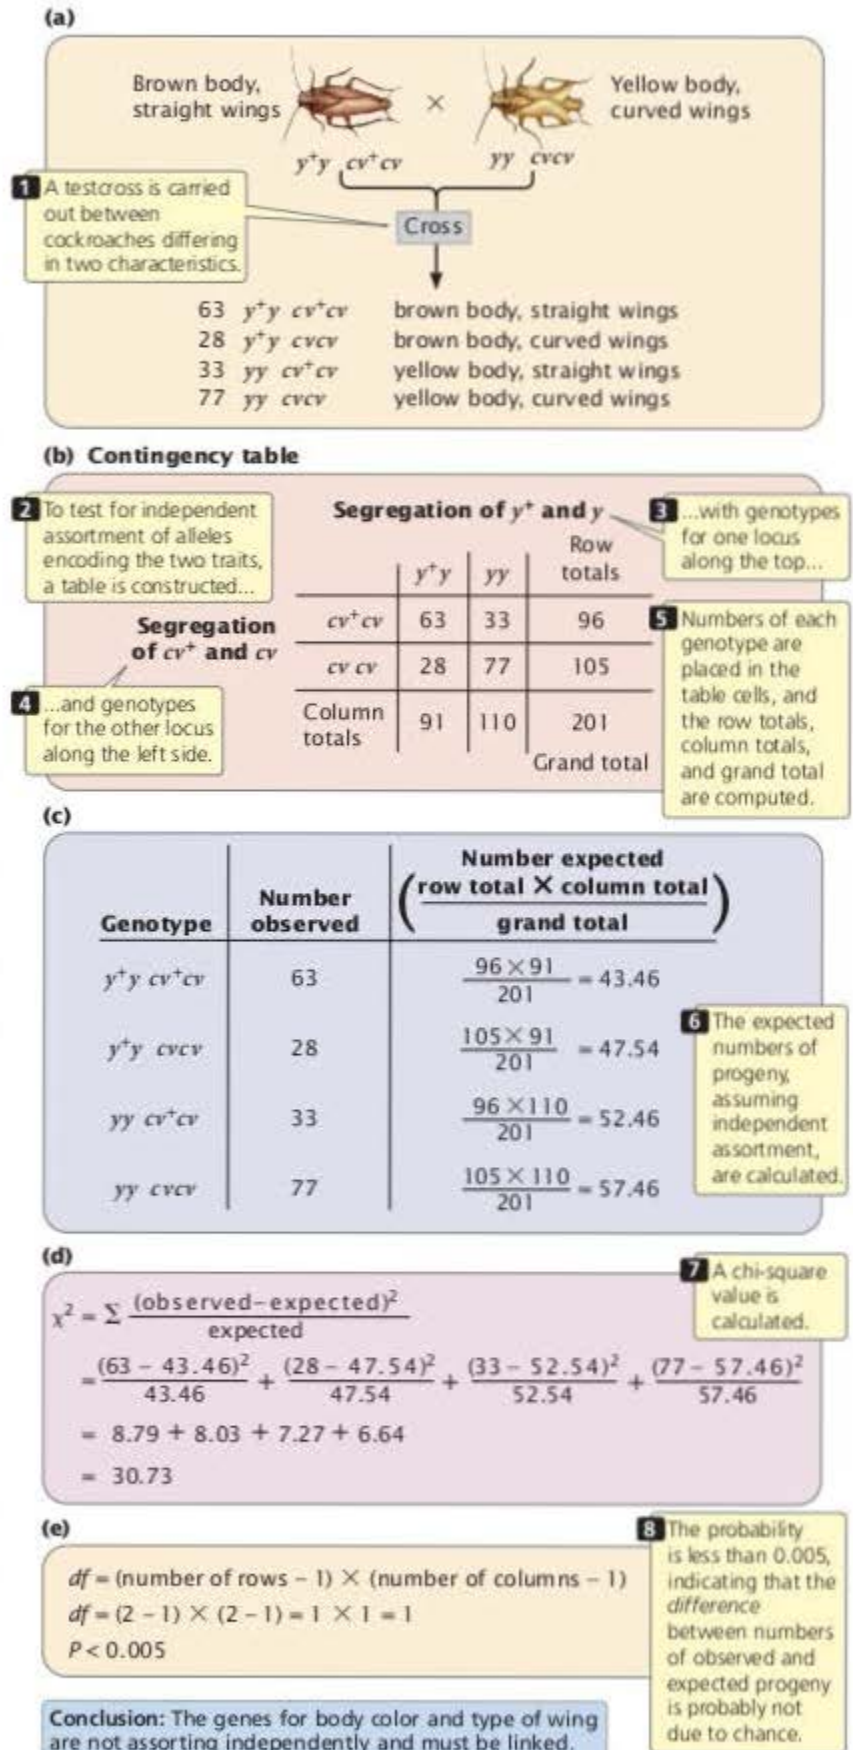 (a)
Brown body,
straight wings
×
Yellow body,
curved wings
y⁺y cv⁺cv
yy cvcv
1 A testcross is carried
out between
cockroaches differing
in two characteristics.
Cross
63 y⁺y cv⁺cv brown body, straight wings
28 y⁺y cvcv brown body, curved wings
33 yy cv⁺cv yellow body, straight wings
77 yy cvcv yellow body, curved wings
(b) Contingency table
2 To test for independent
assortment of alleles
encoding the two traits,
a table is constructed...
Segregation of y⁺ and y
3 ...with genotypes
for one locus
along the top...
Segregation
of cv⁺ and cv
4 ...and genotypes
for the other locus
along the left side.
y⁺y yy Row
totals
cv⁺cv 63 33 96
cv cv 28 77 105
Column
totals 91 110 201
Grand total
5 Numbers of each
genotype are
placed in the
table cells, and
the row totals,
column totals,
and grand total
are computed.
(c)
Genotype
Number
observed
Number expected
(row total × column total
grand total)
y⁺y cv⁺cv 63 96 × 91 / 201 = 43.46
y⁺y cvcv 28 105 × 91 / 201 = 47.54
yy cv⁺cv 33 96 × 110 / 201 = 52.46
yy cvcv 77 105 × 110 / 201 = 57.46
6 The expected
numbers of
progeny,
assuming
independent
assortment,
are calculated.
(d)
7 A chi-square
value is
calculated.
χ² = Σ (observed–expected)² / expected
= (63 – 43.46)² / 43.46 + (28 – 47.54)² / 47.54 + (33 – 52.54)² / 52.54 + (77 – 57.46)² / 57.46
= 8.79 + 8.03 + 7.27 + 6.64
= 30.73
(e)
df = (number of rows – 1) × (number of columns – 1)
df = (2 – 1) × (2 – 1) = 1 × 1 = 1
P < 0.005
8 The probability
is less than 0.005,
indicating that the
difference
between numbers
of observed and
expected progeny
is probably not
due to chance.
Conclusion: The genes for body color and type of wing
are not assorting independently and must be linked.